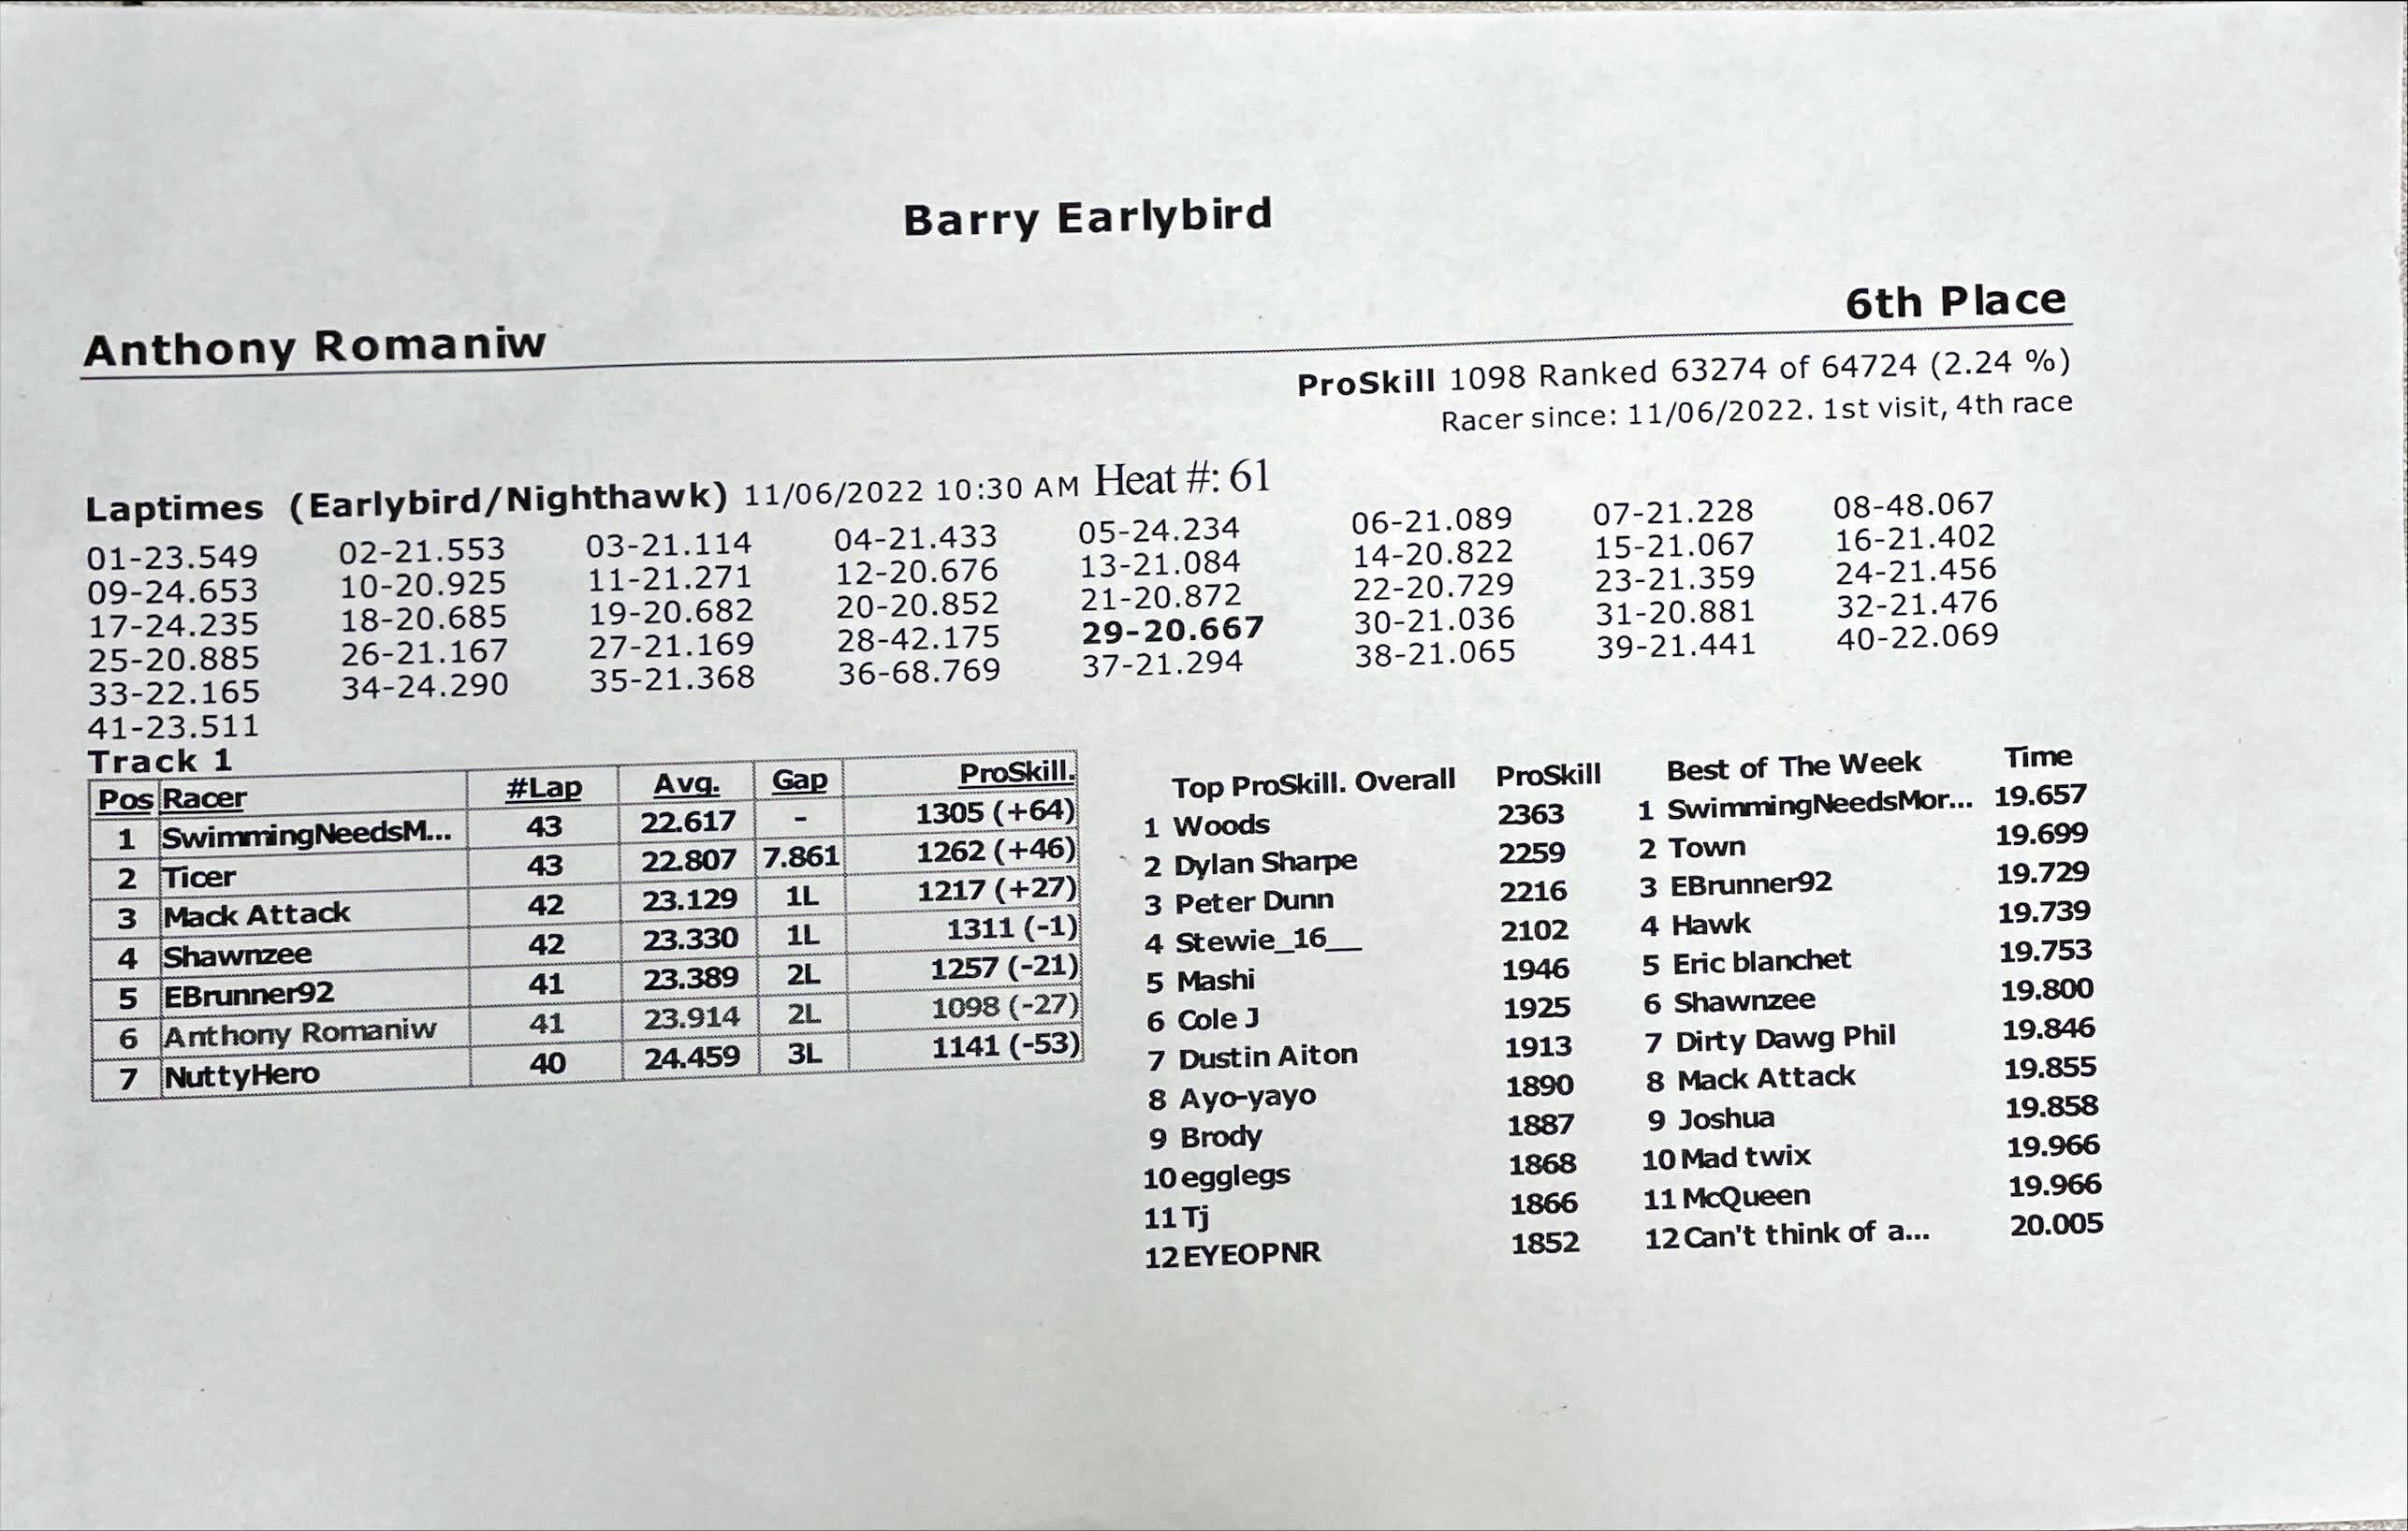 Barry Earlybird
6th Place
Anthony Romaniw
ProSkill 1098 Ranked 63274 of 64724 (2.24 %)
Racer since: 11/06/2022. 1st visit, 4th race
Laptimes (Earlybird/Nighthawk) 11/06/2022 10:30 AM Heat #: 61
01-23.549 02-21.553 03-21.114 04-21.433 05-24.234 06-21.089 07-21.228 08-48.067
09-24.653 10-20.925 11-21.271 12-20.676 13-21.084 14-20.822 15-21.067 16-21.402
17-24.235 18-20.685 19-20.682 20-20.852 21-20.872 22-20.729 23-21.359 24-21.456
25-20.885 26-21.167 27-21.169 28-42.175 29-20.667 30-21.036 31-20.881 32-21.476
33-22.165 34-24.290 35-21.368 36-68.769 37-21.294 38-21.065 39-21.441 40-22.069
41-23.511
Track 1
Pos Racer #Lap Avg. Gap ProSkill.
1 SwimmingNeedsM... 43 22.617 - 1305 (+64)
2 Ticer 43 22.807 7.861 1262 (+46)
3 Mack Attack 42 23.129 1L 1217 (+27)
4 Shawnzee 42 23.330 1L 1311 (-1)
5 EBrunner92 41 23.389 2L 1257 (-21)
6 Anthony Romaniw 41 23.914 2L 1098 (-27)
7 NuttyHero 40 24.459 3L 1141 (-53)
Top ProSkill. Overall ProSkill
1 Woods 2363
2 Dylan Sharpe 2259
3 Peter Dunn 2216
4 Stewie_16__ 2102
5 Mashi 1946
6 Cole J 1925
7 Dustin Aiton 1913
8 Ayo-yayo 1890
9 Brody 1887
10 egglegs 1868
11 Tj 1866
12 EYEOPNR 1852
Best of The Week Time
1 SwimmingNeedsMor... 19.657
2 Town 19.699
3 EBrunner92 19.729
4 Hawk 19.739
5 Eric blanchet 19.753
6 Shawnzee 19.800
7 Dirty Dawg Phil 19.846
8 Mack Attack 19.855
9 Joshua 19.858
10 Mad twix 19.966
11 McQueen 19.966
12 Can't think of a... 20.005